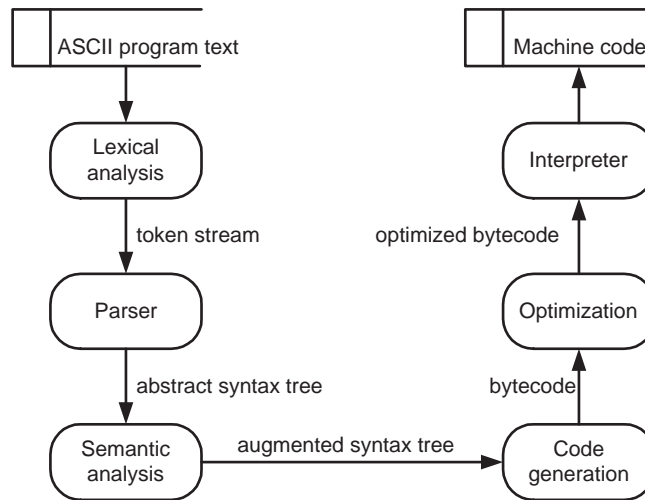 ASCII program text
Machine code
Lexical
analysis
Interpreter
token stream
optimized bytecode
Parser
Optimization
abstract syntax tree
bytecode
Semantic
analysis
augmented syntax tree
Code
generation